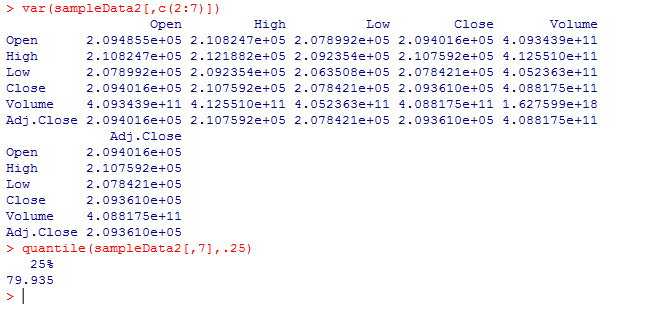 > var(sampleData2[,c(2:7)])
Open High Low Close Volume
Open 2.094855e+05 2.108247e+05 2.078992e+05 2.094016e+05 4.093439e+11
High 2.108247e+05 2.121882e+05 2.092354e+05 2.107592e+05 4.125510e+11
Low 2.078992e+05 2.092354e+05 2.063508e+05 2.078421e+05 4.052363e+11
Close 2.094016e+05 2.107592e+05 2.078421e+05 2.093610e+05 4.088175e+11
Volume 4.093439e+11 4.125510e+11 4.052363e+11 4.088175e+11 1.627599e+18
Adj.Close 2.094016e+05 2.107592e+05 2.078421e+05 2.093610e+05 4.088175e+11
Adj.Close
Open 2.094016e+05
High 2.107592e+05
Low 2.078421e+05
Close 2.093610e+05
Volume 4.088175e+11
Adj.Close 2.093610e+05
> quantile(sampleData2[,7],.25)
25%
79.935
>